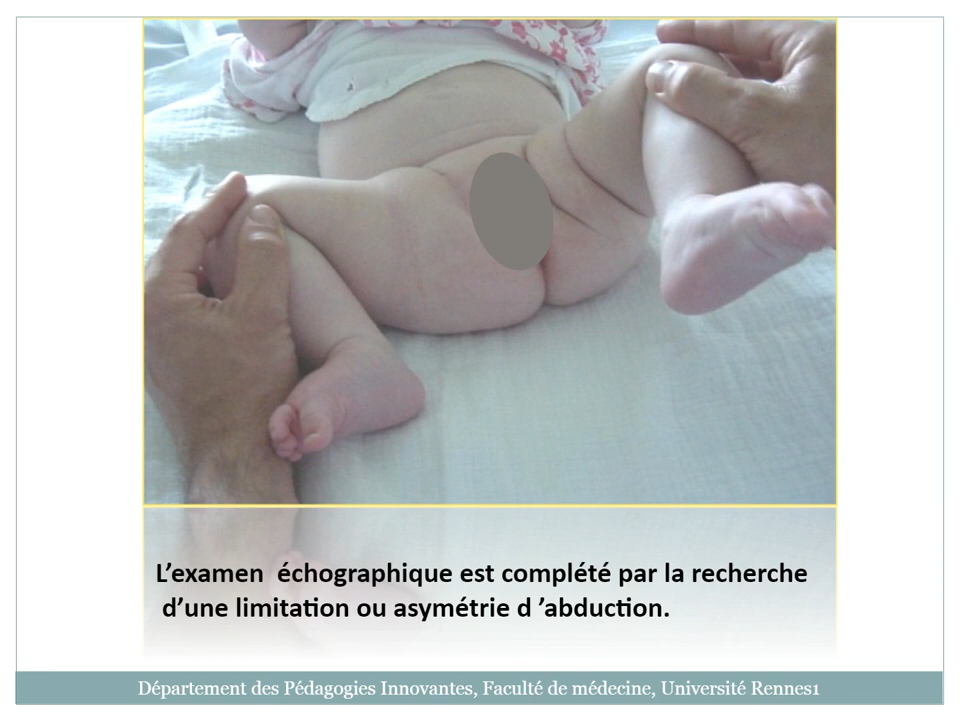 L’examen  échographique est complété par la recherche
d’une limitation ou asymétrie d ’abduction.
Département des Pédagogies Innovantes, Faculté de médecine, Université Rennes1